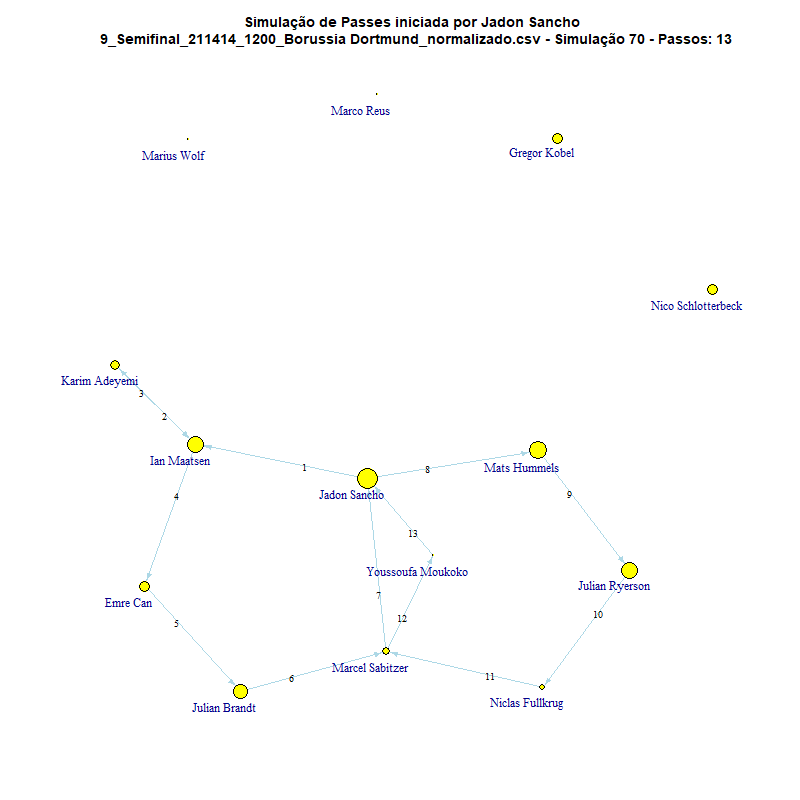 Simulação de Passes iniciada por Jadon Sancho
9_Semifinal_211414_1200_Borussia Dortmund_normalizado.csv - Simulação 70 - Passos: 13
Marco Reus
Marius Wolf
Gregor Kobel
Nico Schlotterbeck
Karim Adeyemi
3
2
Ian Maatsen
1
8
Mats Hummels
Jadon Sancho
4
9
13
Youssoufa Moukoko
Julian Ryerson
7
Emre Can
10
12
5
Marcel Sabitzer
6
11
Niclas Fullkrug
Julian Brandt